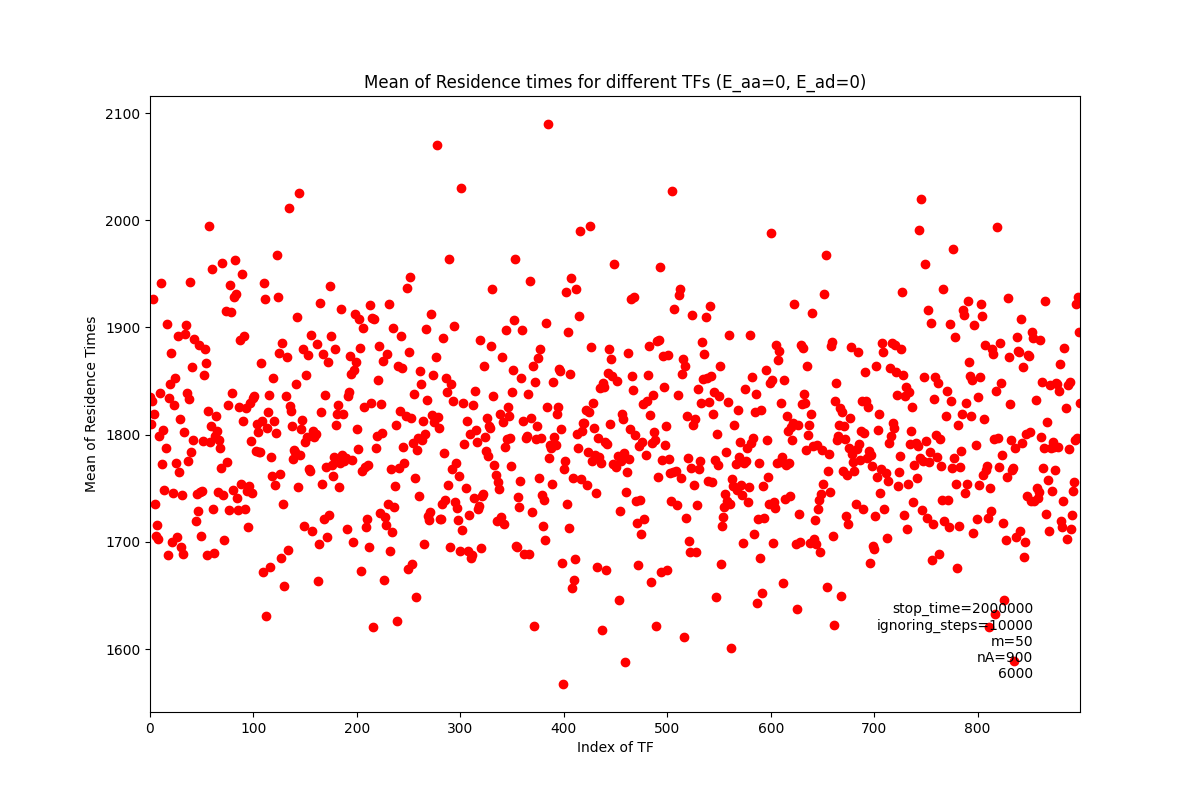 Mean of Residence times for different TFs (E_aa=0, E_ad=0)
2100
2000
1900
1800
1700
1600
Mean of Residence Times
stop_time=2000000
ignoring_steps=10000
m=50
nA=900
6000
0 100 200 300 400 500 600 700 800
Index of TF